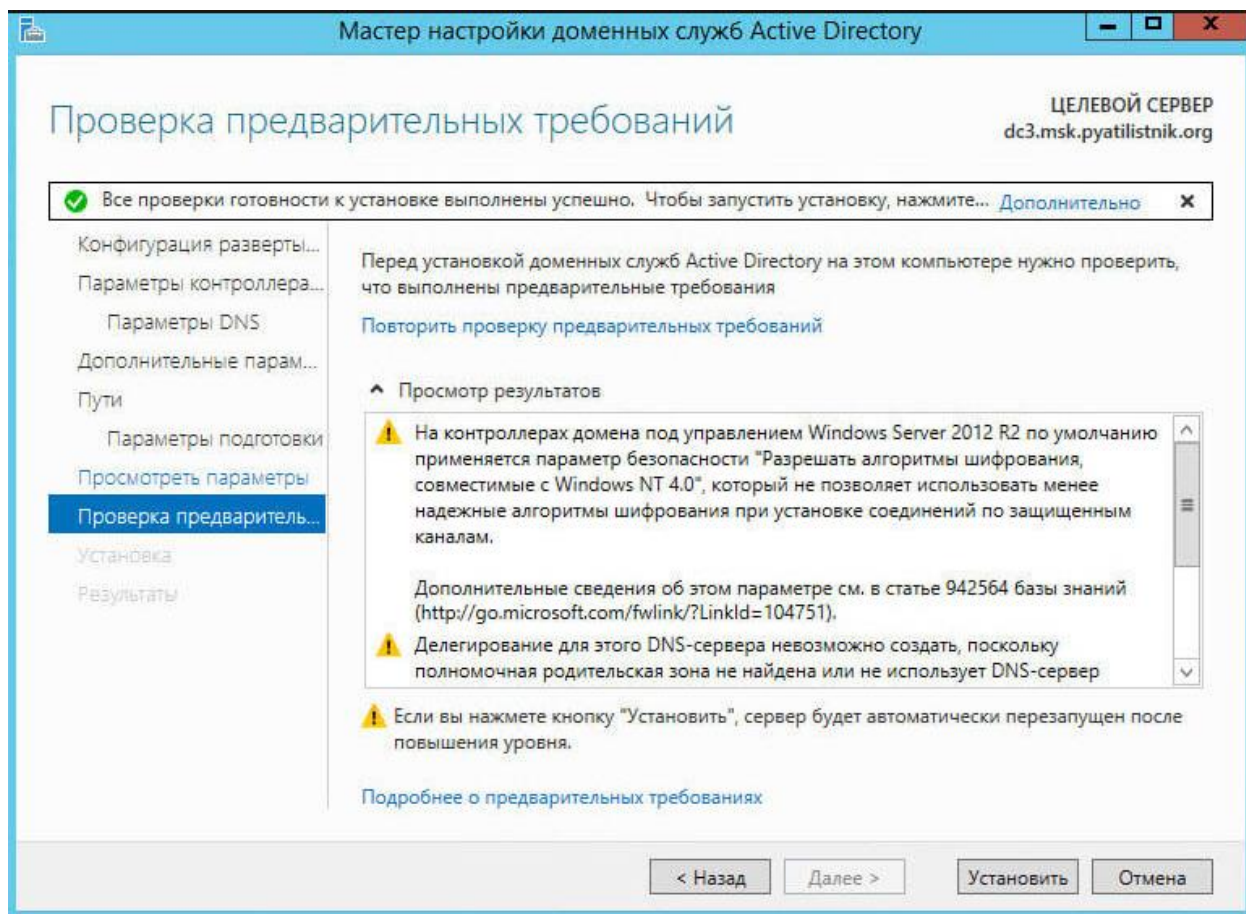 Мастер настройки доменных служб Active Directory
Проверка предварительных требований
ЦЕЛЕВОЙ СЕРВЕР
dc3.msk.pyatilistnik.org
Все проверки готовности к установке выполнены успешно. Чтобы запустить установку, нажмите... Дополнительно
Конфигурация разверты...
Параметры контроллера...
Параметры DNS
Дополнительные парам...
Пути
Параметры подготовки
Просмотреть параметры
Проверка предваритель...
Установка
Результаты
Перед установкой доменных служб Active Directory на этом компьютере нужно проверить,
что выполнены предварительные требования
Повторить проверку предварительных требований
Просмотр результатов
На контроллерах домена под управлением Windows Server 2012 R2 по умолчанию
применяется параметр безопасности "Разрешать алгоритмы шифрования,
совместимые с Windows NT 4.0", который не позволяет использовать менее
надежные алгоритмы шифрования при установке соединений по защищенным
каналам.
Дополнительные сведения об этом параметре см. в статье 942564 базы знаний
(http://go.microsoft.com/fwlink/?LinkId=104751).
Делегирование для этого DNS-сервера невозможно создать, поскольку
полномочная родительская зона не найдена или не использует DNS-сервер
Если вы нажмете кнопку "Установить", сервер будет автоматически перезапущен после
повышения уровня.
Подробнее о предварительных требованиях
< Назад
Далее >
Установить
Отмена